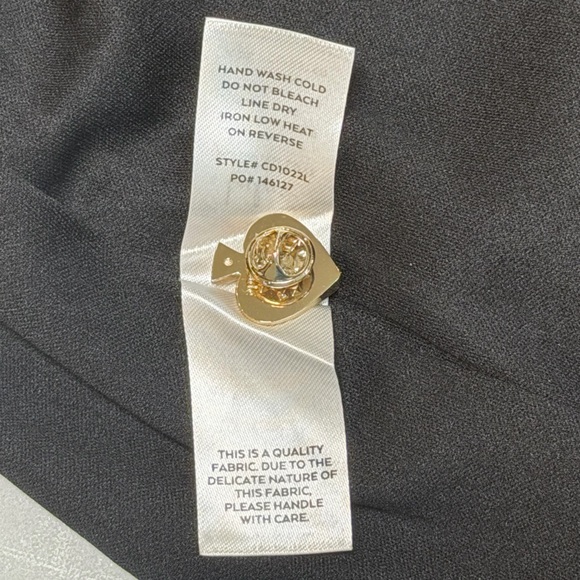 HAND WASH COLD
DO NOT BLEACH
LINE DRY
IRON LOW HEAT
ON REVERSE
STYLE# CD1022L
PO# 146127
THIS IS A QUALITY
FABRIC. DUE TO THE
DELICATE NATURE OF
THIS FABRIC,
PLEASE HANDLE
WITH CARE.